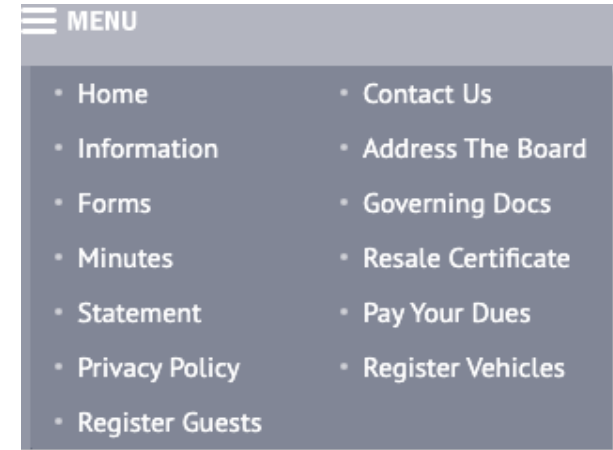 MENU
Home
Information
Forms
Minutes
Statement
Privacy Policy
Register Guests
Contact Us
Address The Board
Governing Docs
Resale Certificate
Pay Your Dues
Register Vehicles